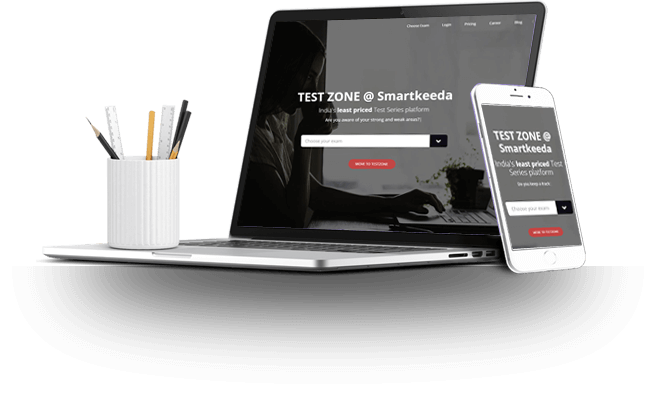 Choose Exam Login Pricing Career Blog
TEST ZONE @ Smartkeeda
India's least priced Test Series platform
Are you aware of your strong and weak areas?
Choose your exam
MOVE TO TESTZONE
TEST ZONE @
Smartkeeda
India's least priced Test
Series platform
Do you keep a track
Choose your exam
MOVE TO TESTZONE